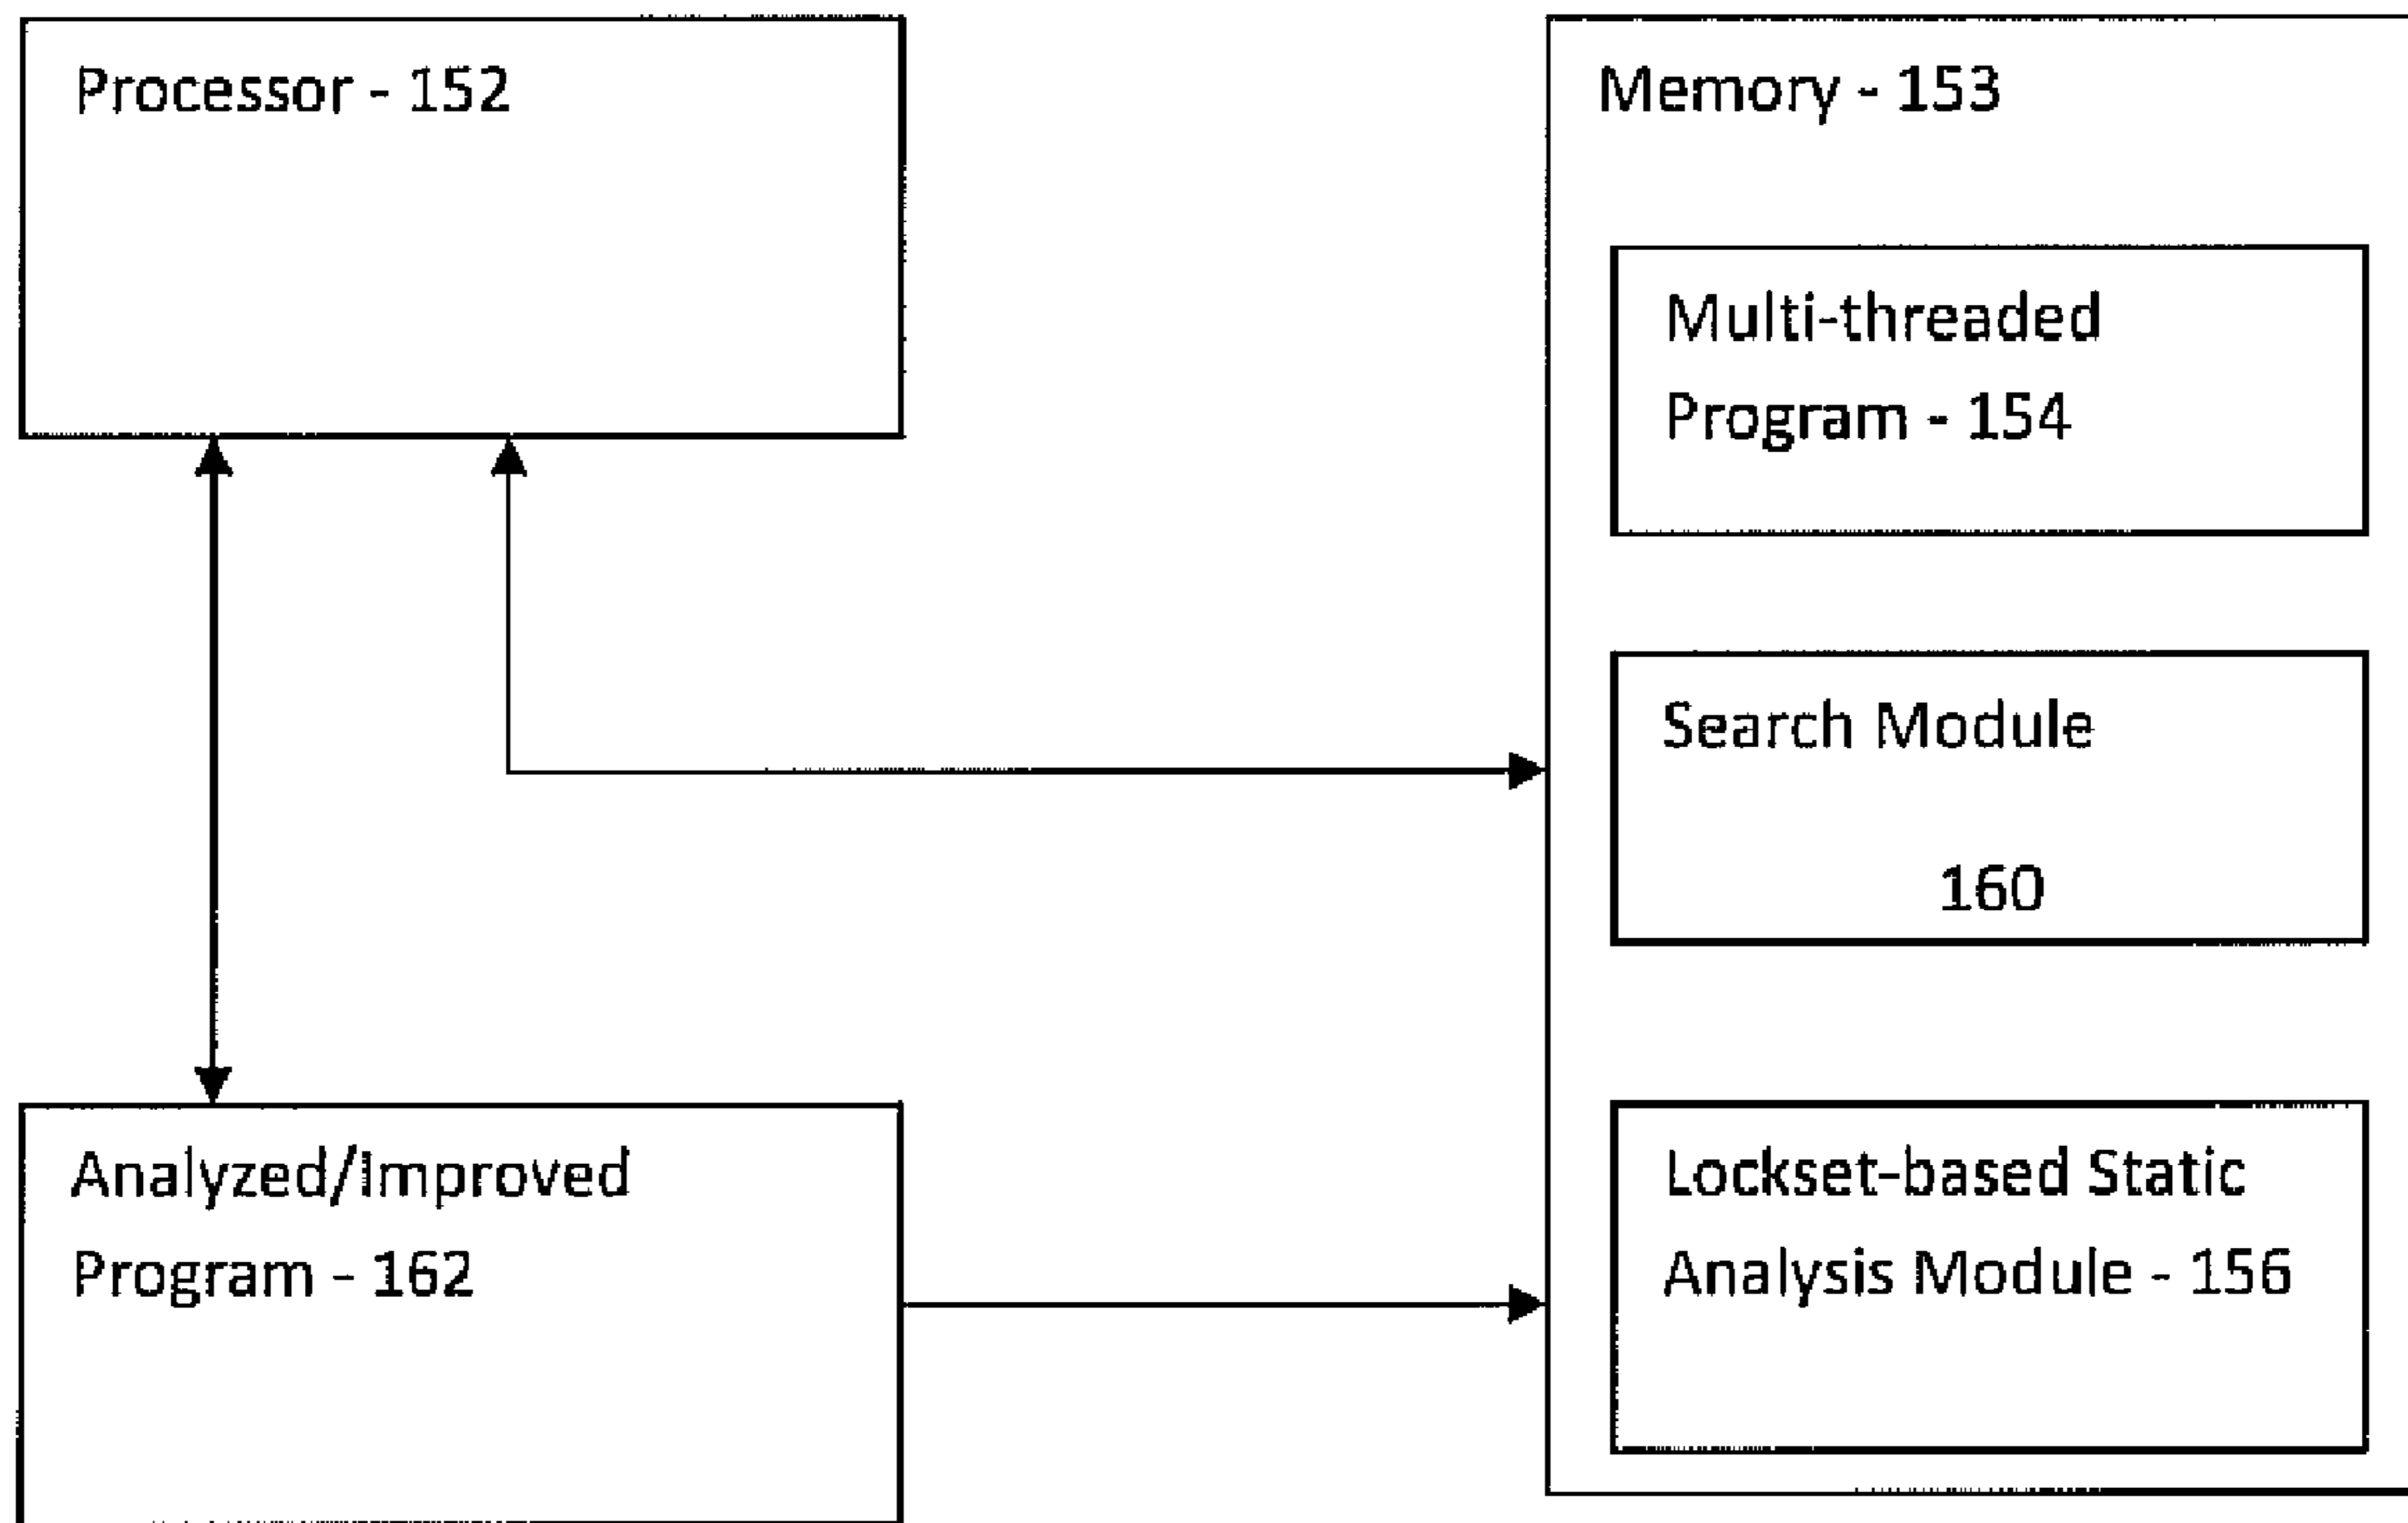 Processor - 152
Memory - 153
Multi-threaded
Program - 154
Search Module
160
Analyzed/Improved
Program - 162
Lockset-based Static
Analysis Module - 156